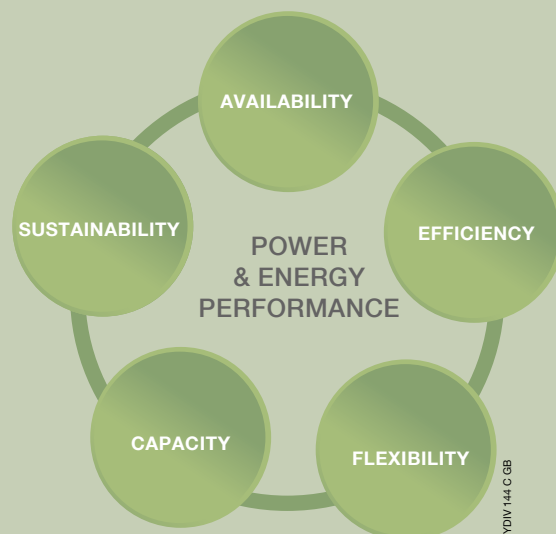 AVAILABILITY
SUSTAINABILITY
EFFICIENCY
POWER
& ENERGY
PERFORMANCE
CAPACITY
FLEXIBILITY
YDIV 144 C GB